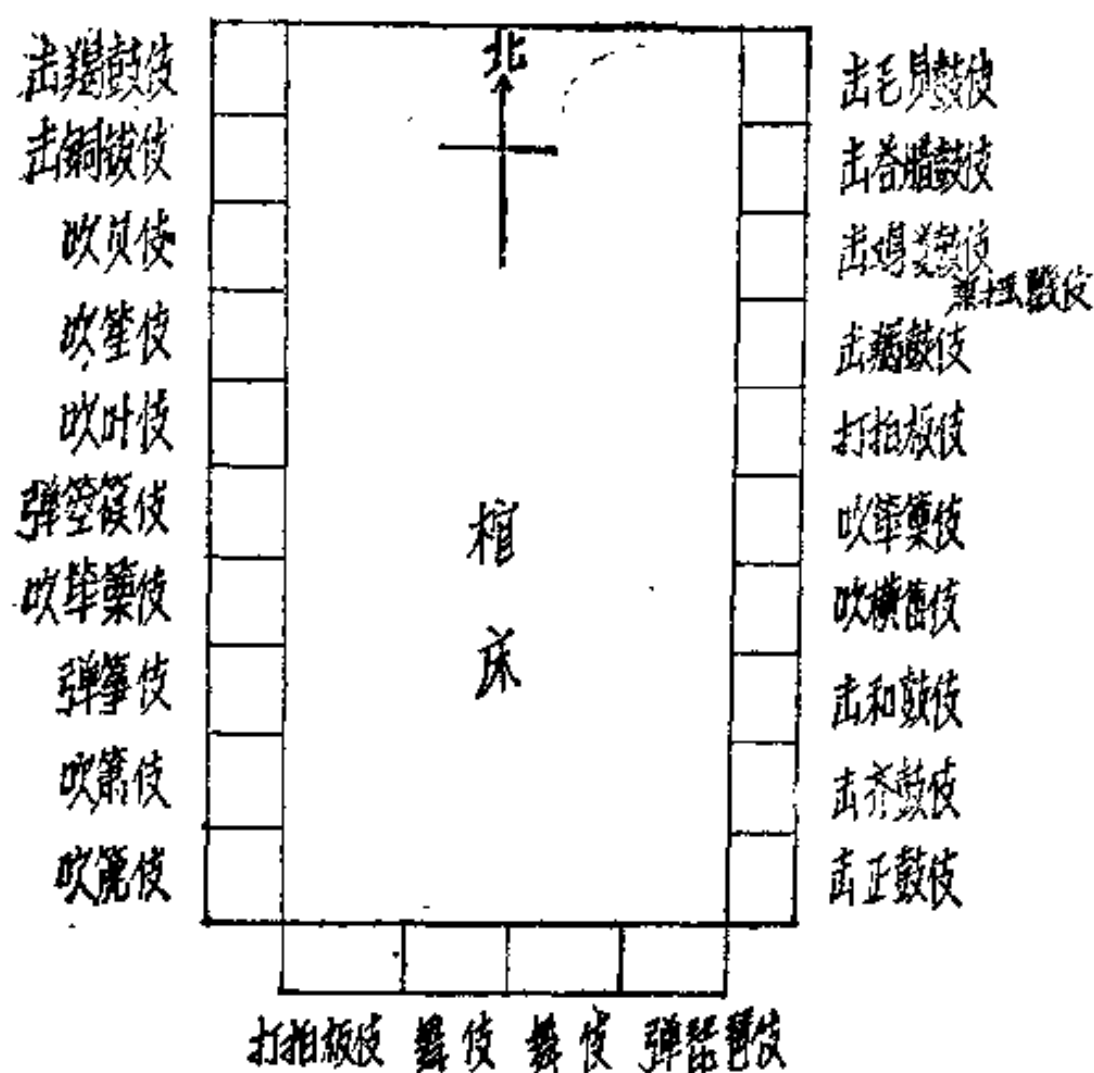 北
棺
床
击羯鼓伎
击铜钹伎
吹贝伎
吹笙伎
吹叶伎
弹箜篌伎
吹筚篥伎
弹筝伎
吹箫伎
吹篪伎
击毛员鼓伎
击答腊鼓伎
击鸡娄鼓伎
击羯鼓伎
打拍板伎
吹筚篥伎
吹横笛伎
击和鼓伎
击齐鼓伎
击正鼓伎
打拍板伎 舞伎 舞伎 弹琵琶伎